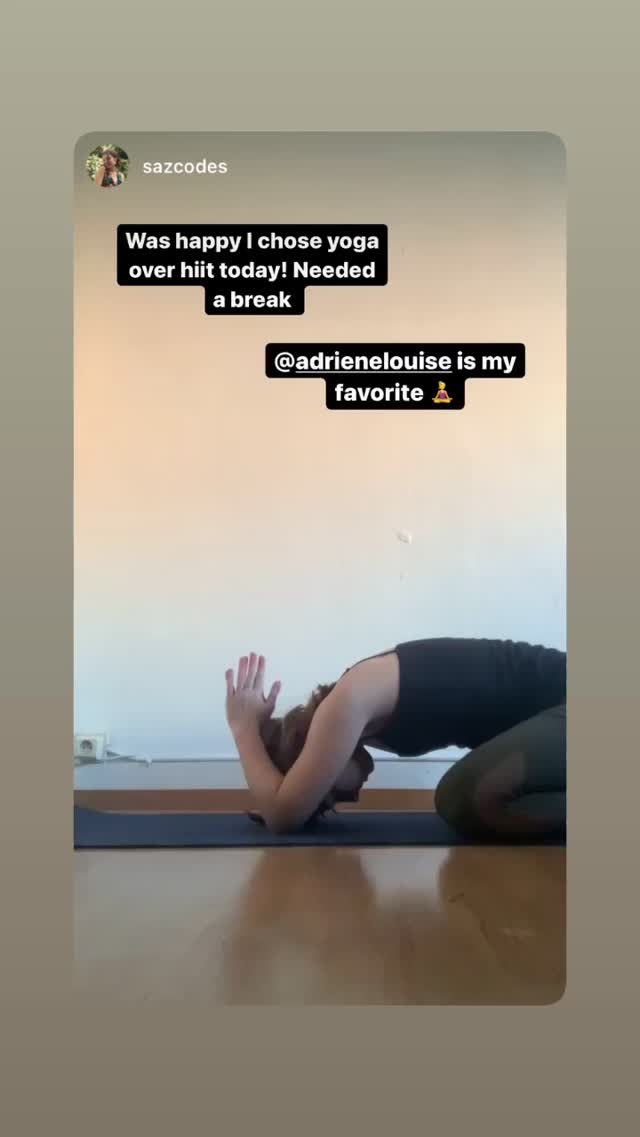 sazcodes
Was happy I chose yoga
over hiit today! Needed
a break
@adrienelouise is my
favorite 🧘‍♀️